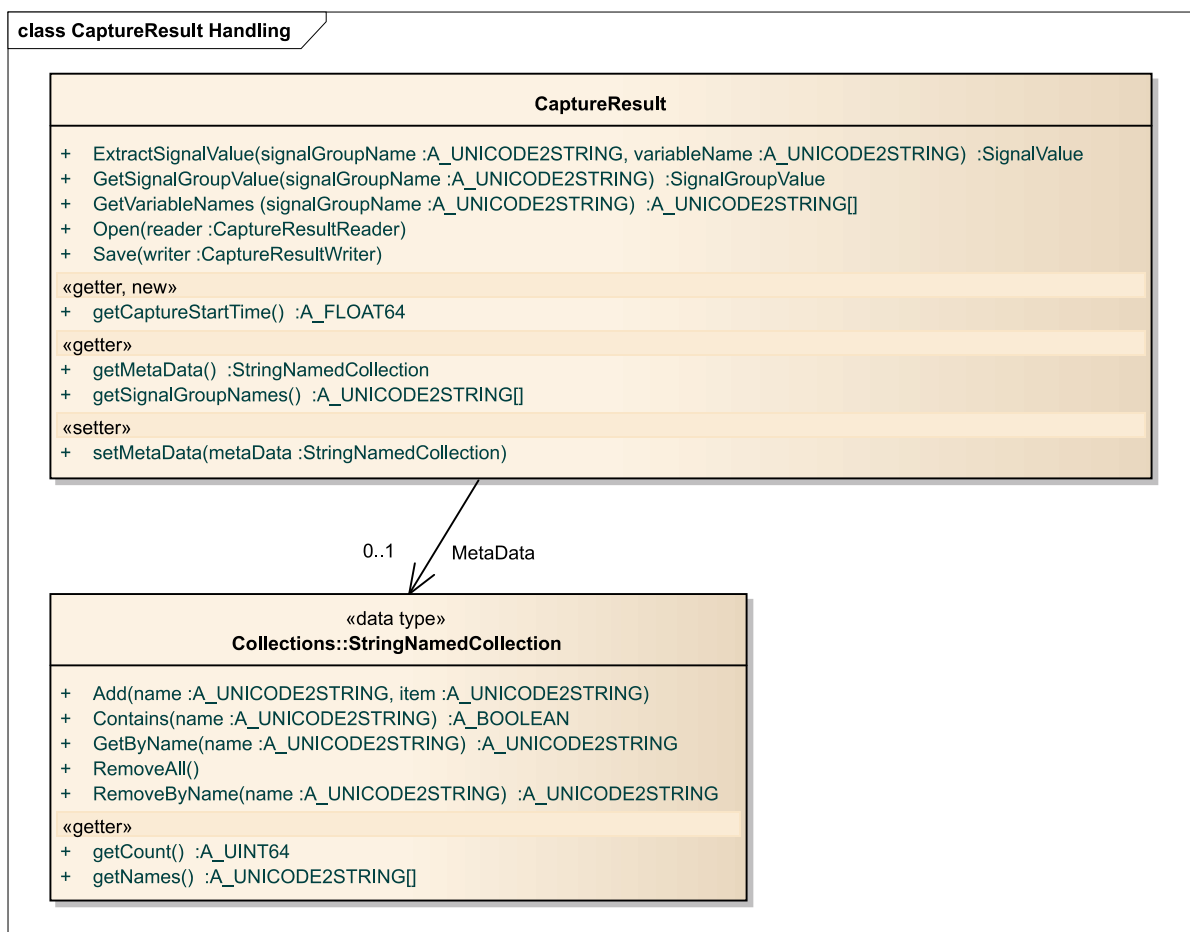 class CaptureResult Handling
CaptureResult
+ ExtractSignalValue(signalGroupName :A_UNICODE2STRING, variableName :A_UNICODE2STRING) :SignalValue
+ GetSignalGroupValue(signalGroupName :A_UNICODE2STRING) :SignalGroupValue
+ GetVariableNames (signalGroupName :A_UNICODE2STRING) :A_UNICODE2STRING[]
+ Open(reader :CaptureResultReader)
+ Save(writer :CaptureResultWriter)
«getter, new»
+ getCaptureStartTime() :A_FLOAT64
«getter»
+ getMetaData() :StringNamedCollection
+ getSignalGroupNames() :A_UNICODE2STRING[]
«setter»
+ setMetaData(metaData :StringNamedCollection)
0..1 MetaData
«data type»
Collections::StringNamedCollection
+ Add(name :A_UNICODE2STRING, item :A_UNICODE2STRING)
+ Contains(name :A_UNICODE2STRING) :A_BOOLEAN
+ GetByName(name :A_UNICODE2STRING) :A_UNICODE2STRING
+ RemoveAll()
+ RemoveByName(name :A_UNICODE2STRING) :A_UNICODE2STRING
«getter»
+ getCount() :A_UINT64
+ getNames() :A_UNICODE2STRING[]